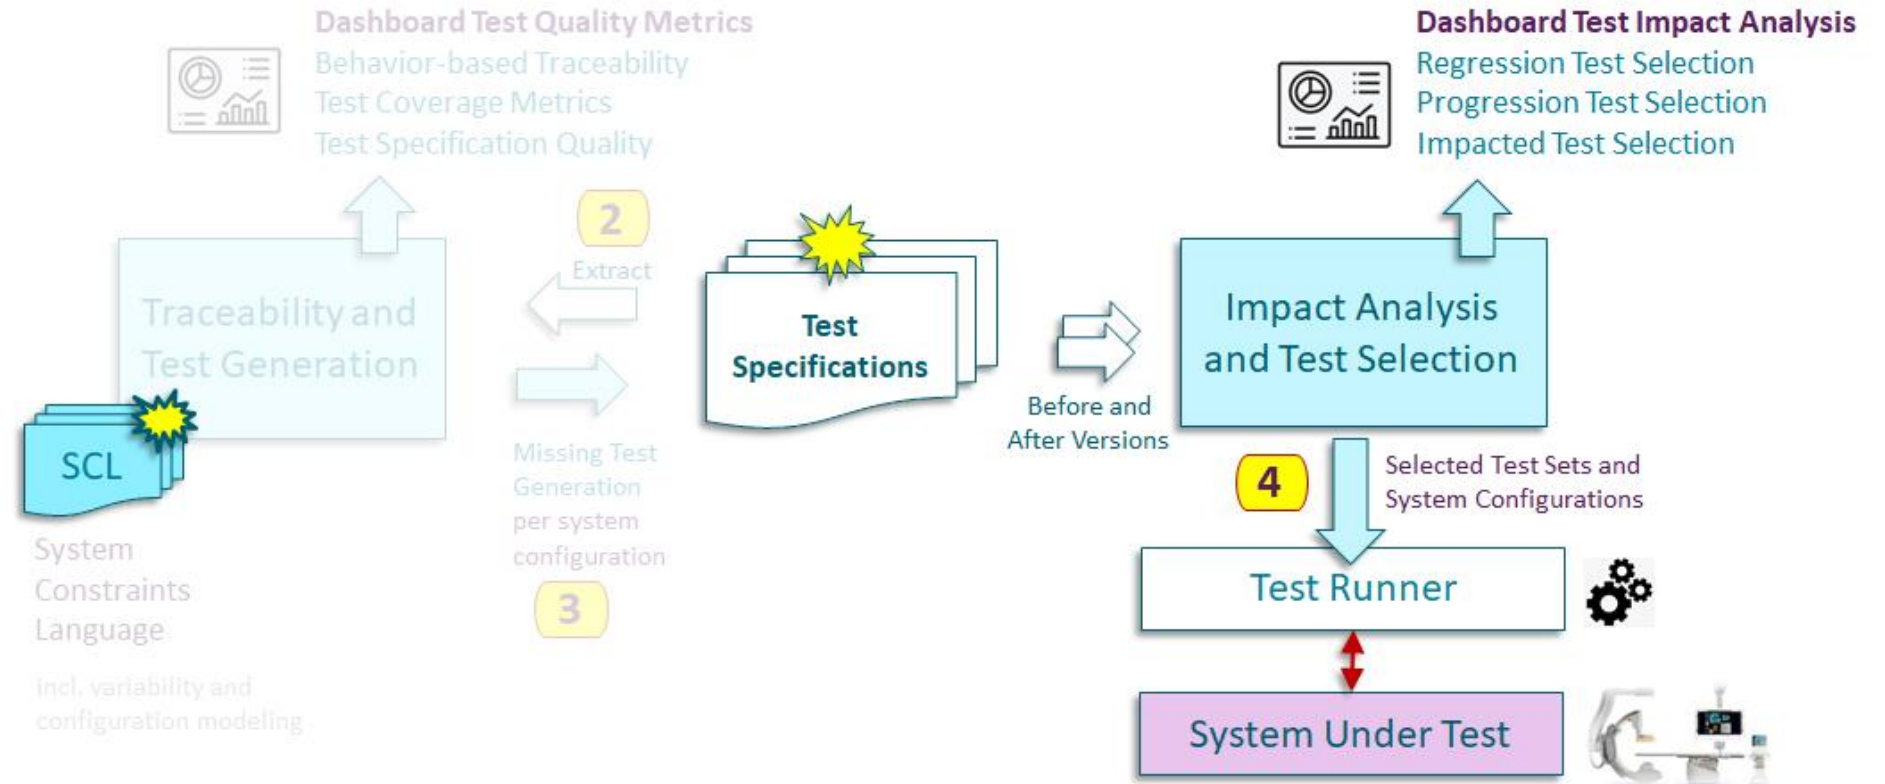 Dashboard Test Quality Metrics
Behavior-based Traceability
Test Coverage Metrics
Test Specification Quality
Dashboard Test Impact Analysis
Regression Test Selection
Progression Test Selection
Impacted Test Selection
2
Extract
Traceability and
Test Generation
Test
Specifications
Before and
After Versions
Impact Analysis
and Test Selection
SCL
System
Constraints
Language
incl. variability and
configuration modeling
Missing Test
Generation
per system
configuration
3
4
Selected Test Sets and
System Configurations
Test Runner
System Under Test